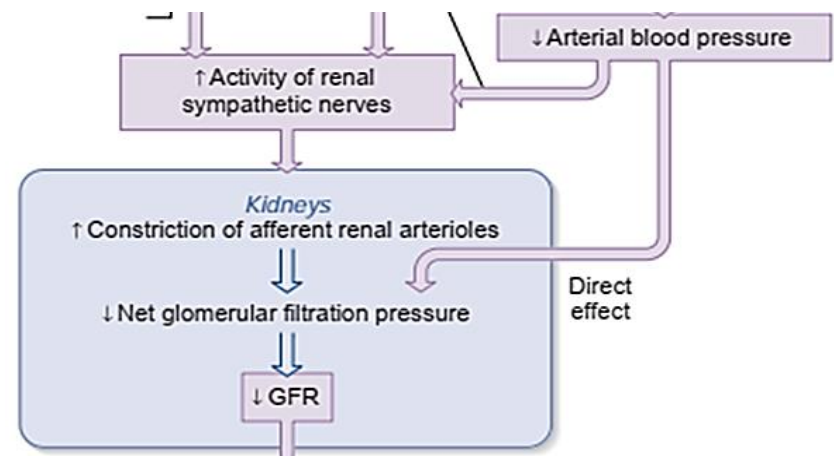 ↓Arterial blood pressure
↑Activity of renal
sympathetic nerves
Kidneys
↑ Constriction of afferent renal arterioles
↓Net glomerular filtration pressure
Direct
effect
↓ GFR